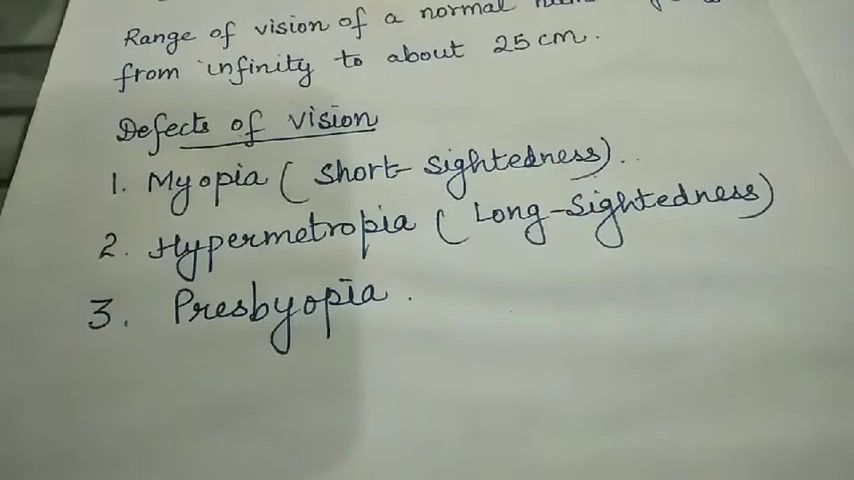 Range of vision of a normal
from infinity to about 25 cm.
Defects of vision
1. Myopia ( Short-Sightedness)..
2. Hypermetropia ( Long-Sightedness)
3. Presbyopia.